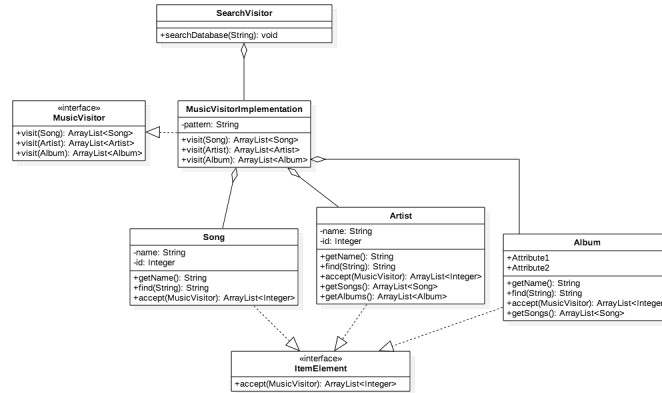 SearchVisitor
+searchDatabase(String): void
«interface»
MusicVisitor
+visit(Song): ArrayList<Song>
+visit(Artist): ArrayList<Artist>
+visit(Album): ArrayList<Album>
MusicVisitorImplementation
-pattern: String
+visit(Song): ArrayList<Song>
+visit(Artist): ArrayList<Artist>
+visit(Album): ArrayList<Album>
Song
-name: String
-id: Integer
+getName(): String
+find(String): String
+accept(MusicVisitor): ArrayList<Integer>
Artist
-name: String
-id: Integer
+getName(): String
+find(String): String
+accept(MusicVisitor): ArrayList<Integer>
+getSongs(): ArrayList<Song>
+getAlbums(): ArrayList<Album>
Album
+Attribute1
+Attribute2
+getName(): String
+find(String): String
+accept(MusicVisitor): ArrayList<Integer
+getSongs(): ArrayList<Song>
«interface»
ItemElement
+accept(MusicVisitor): ArrayList<Integer>